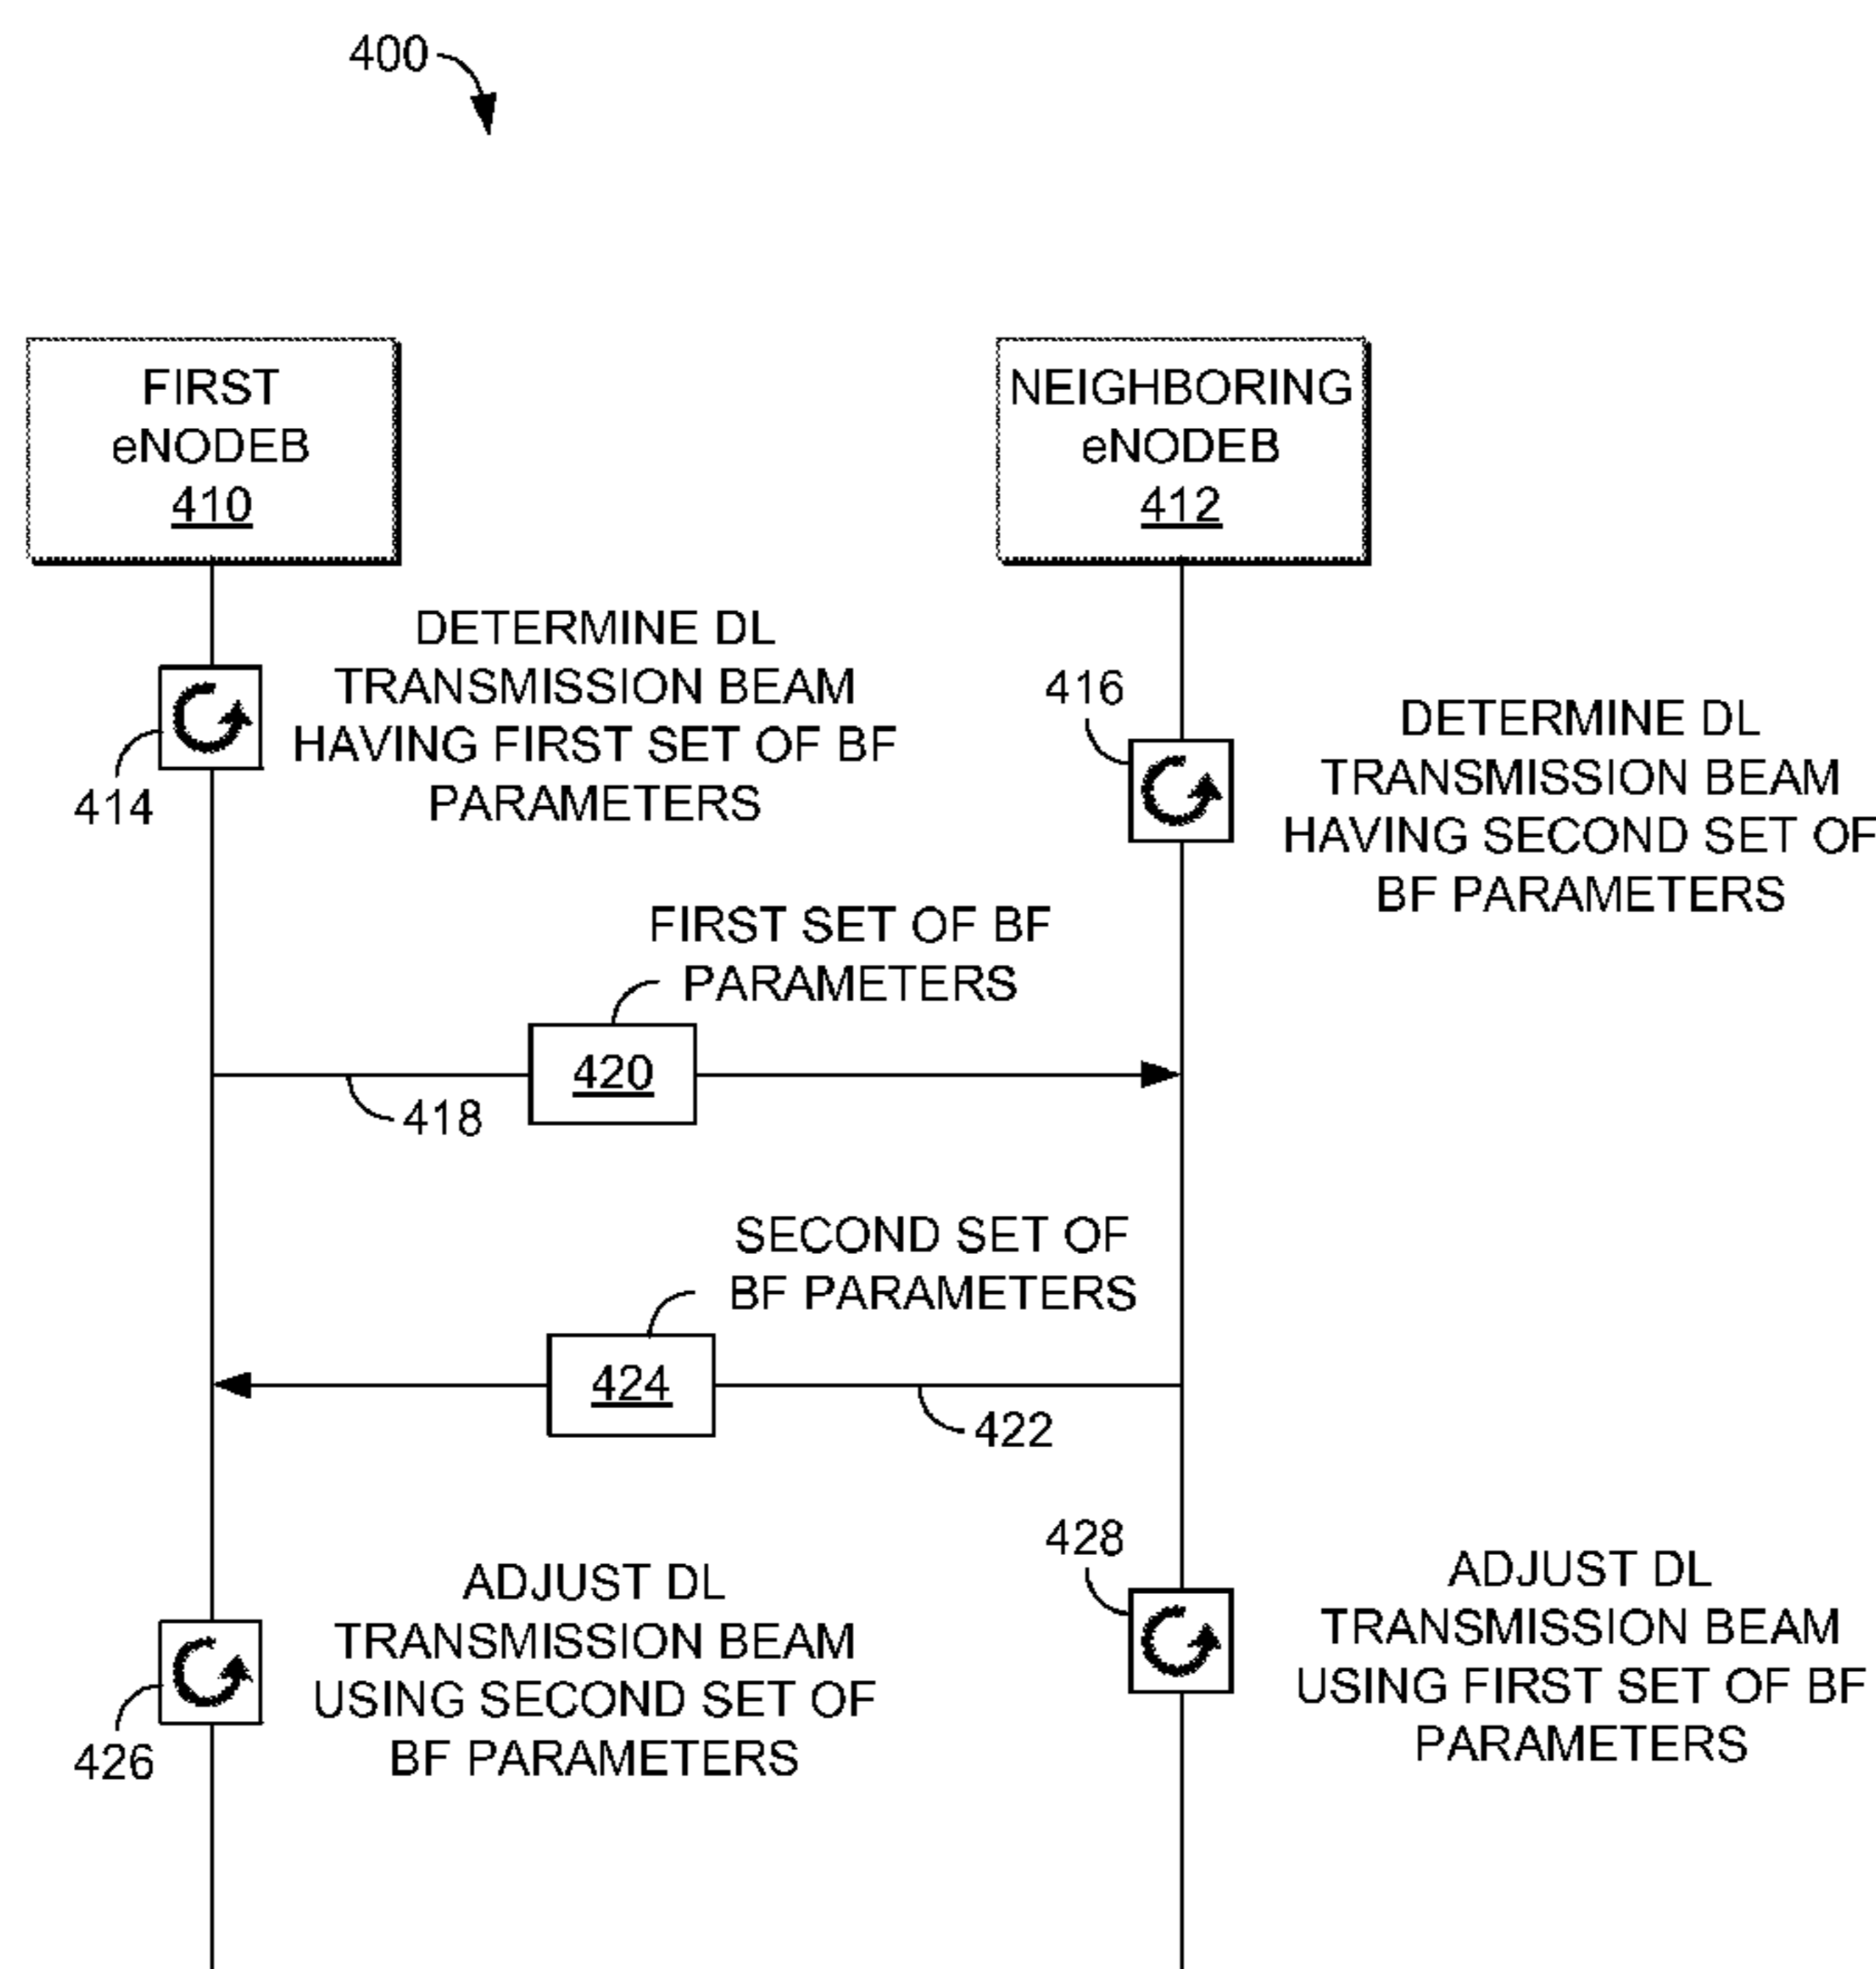 400
FIRST
eNODEB
410
NEIGHBORING
eNODEB
412
DETERMINE DL
TRANSMISSION BEAM
HAVING FIRST SET OF BF
PARAMETERS
414
416
DETERMINE DL
TRANSMISSION BEAM
HAVING SECOND SET OF
BF PARAMETERS
FIRST SET OF BF
PARAMETERS
420
418
SECOND SET OF
BF PARAMETERS
424
422
ADJUST DL
TRANSMISSION BEAM
USING SECOND SET OF
BF PARAMETERS
426
428
ADJUST DL
TRANSMISSION BEAM
USING FIRST SET OF BF
PARAMETERS